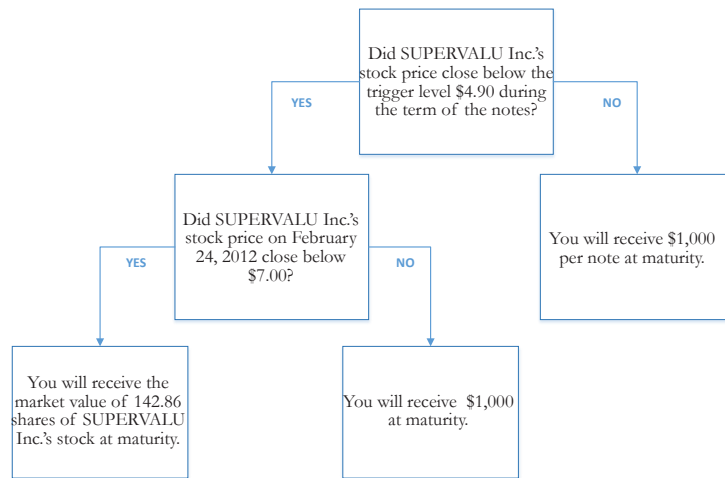 Did SUPERVALU Inc.'s
stock price close below the
trigger level $4.90 during
the term of the notes?
YES
NO
Did SUPERVALU Inc.'s
stock price on February
24, 2012 close below
$7.00?
You will receive $1,000
per note at maturity.
YES
NO
You will receive the
market value of 142.86
shares of SUPERVALU
Inc.'s stock at maturity.
You will receive $1,000
at maturity.